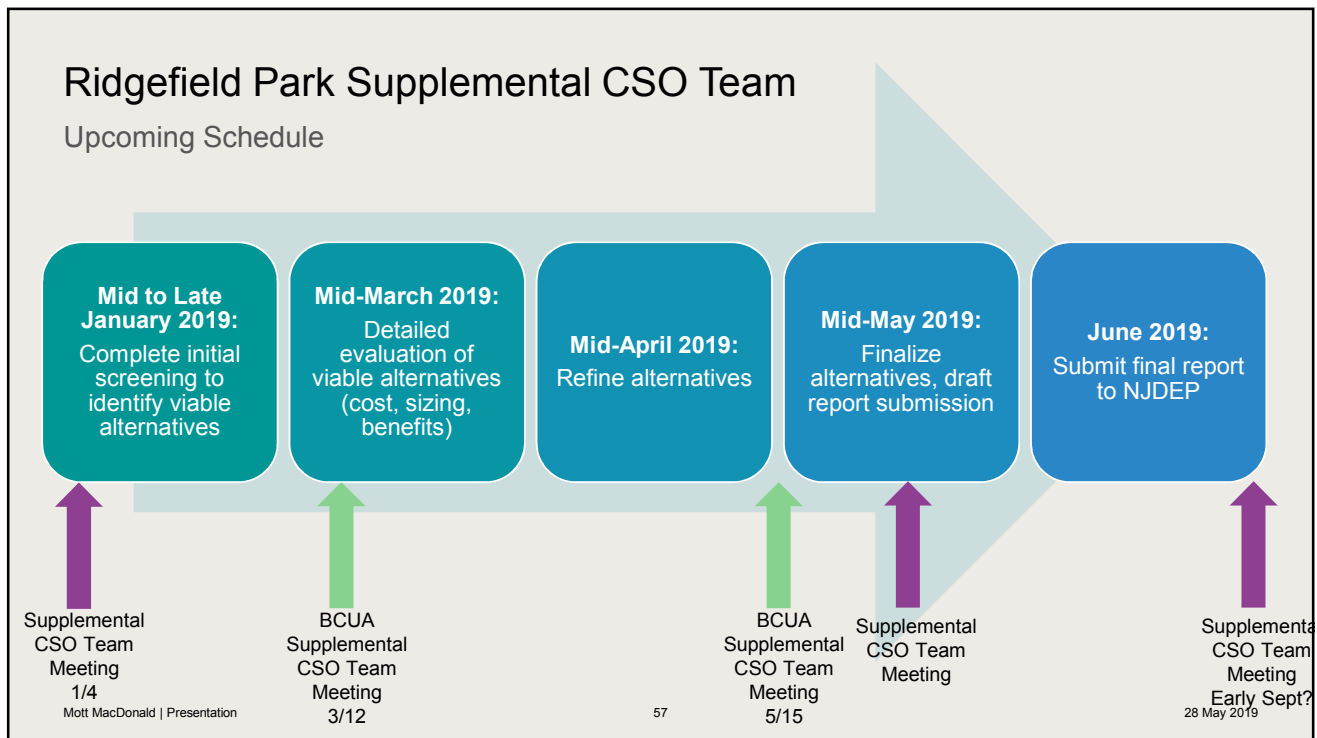 Ridgefield Park Supplemental CSO Team
Upcoming Schedule
Mid to Late
January 2019:
Complete initial
screening to
identify viable
alternatives
Mid-March 2019:
Detailed
evaluation of
viable alternatives
(cost, sizing,
benefits)
Mid-April 2019:
Refine alternatives
Mid-May 2019:
Finalize
alternatives, draft
report submission
June 2019:
Submit final report
to NJDEP
Supplemental
CSO Team
Meeting
1/4
BCUA
Supplemental
CSO Team
Meeting
3/12
BCUA
Supplemental
CSO Team
Meeting
5/15
Supplemental
CSO Team
Meeting
Supplementa
CSO Team
Meeting
Early Sept?
Mott MacDonald | Presentation
57
28 May 2019